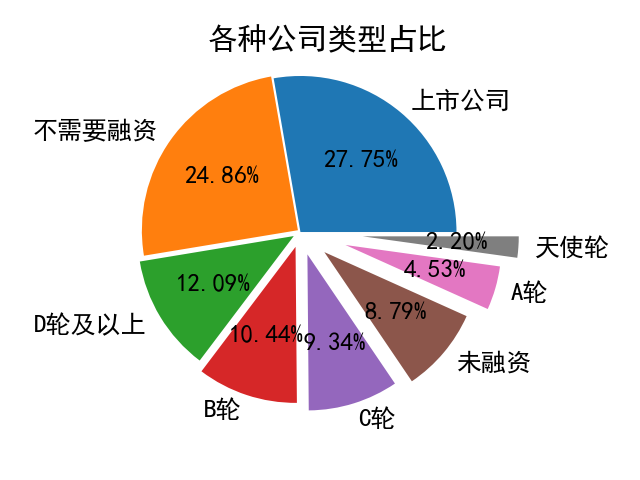 各种公司类型占比
上市公司
27.75%
不需要融资
24.86%
D轮及以上
12.09%
B轮
10.44%
C轮
9.34%
未融资
8.79%
A轮
4.53%
天使轮
2.20%